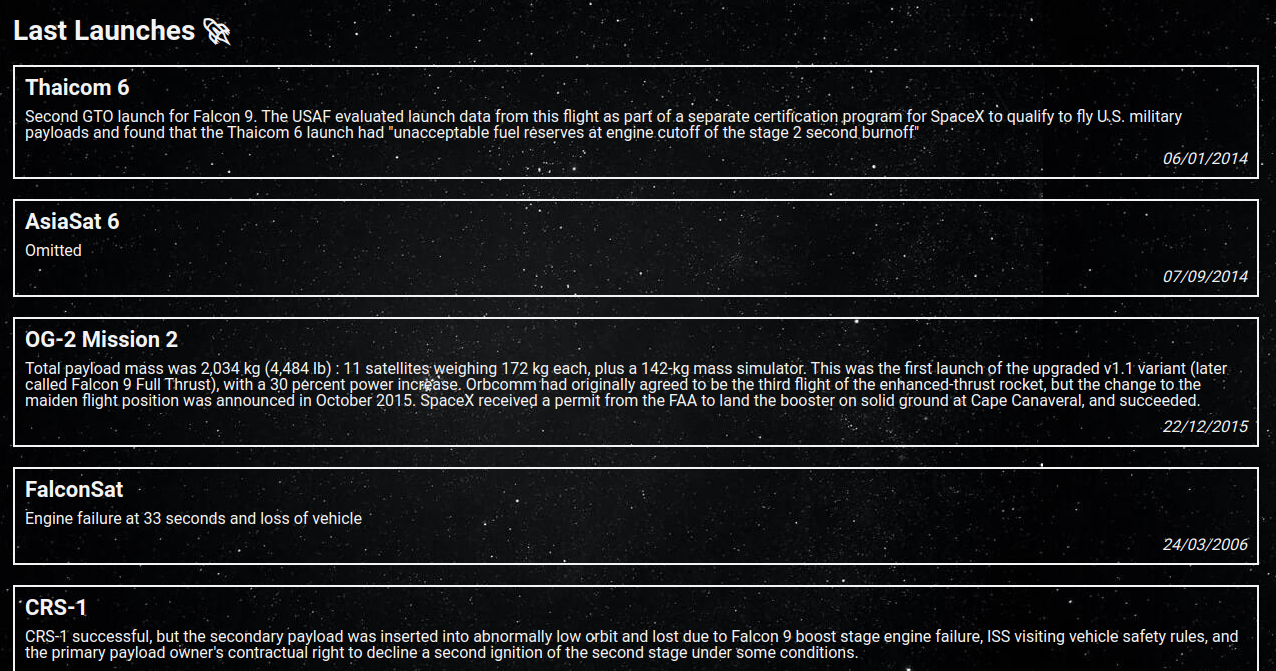 Last Launches 🚀
Thaicom 6
Second GTO launch for Falcon 9. The USAF evaluated launch data from this flight as part of a separate certification program for SpaceX to qualify to fly U.S. military
payloads and found that the Thaicom 6 launch had "unacceptable fuel reserves at engine cutoff of the stage 2 second burnoff"
06/01/2014
AsiaSat 6
Omitted
07/09/2014
OG-2 Mission 2
Total payload mass was 2,034 kg (4,484 lb) : 11 satellites weighing 172 kg each, plus a 142-kg mass simulator. This was the first launch of the upgraded v1.1 variant (later
called Falcon 9 Full Thrust), with a 30 percent power increase. Orbcomm had originally agreed to be the third flight of the enhanced-thrust rocket, but the change to the
maiden flight position was announced in October 2015. SpaceX received a permit from the FAA to land the booster on solid ground at Cape Canaveral, and succeeded.
22/12/2015
FalconSat
Engine failure at 33 seconds and loss of vehicle
24/03/2006
CRS-1
CRS-1 successful, but the secondary payload was inserted into abnormally low orbit and lost due to Falcon 9 boost stage engine failure, ISS visiting vehicle safety rules, and
the primary payload owner's contractual right to decline a second ignition of the second stage under some conditions.